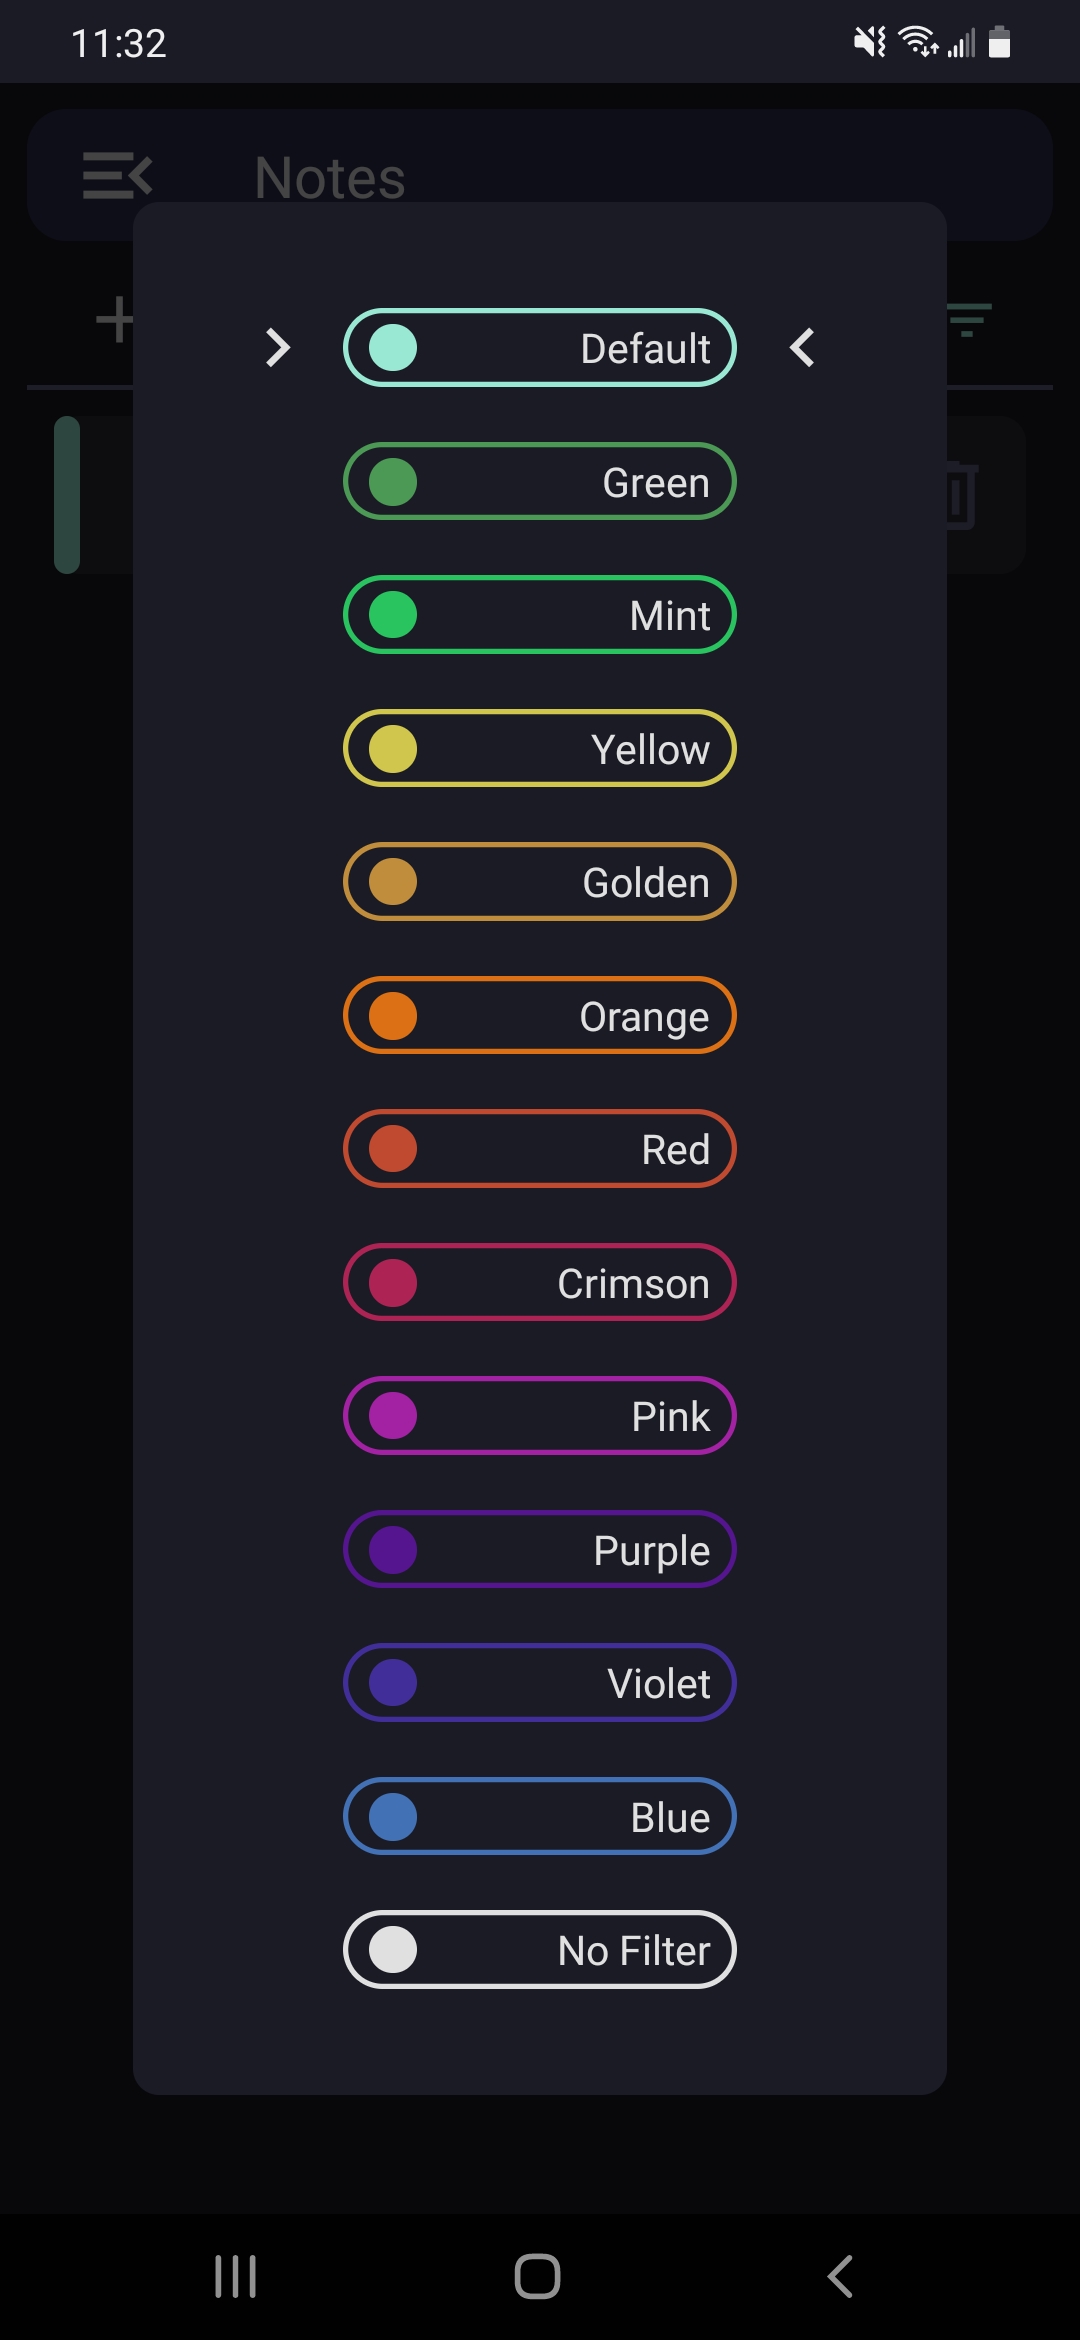 11:32
Notes
Default
Green
Mint
Yellow
Golden
Orange
Red
Crimson
Pink
Purple
Violet
Blue
No Filter